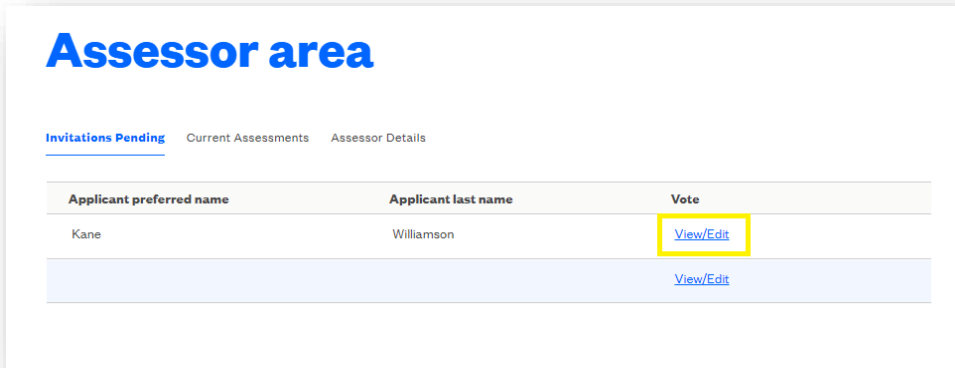 Assessor area
Invitations Pending Current Assessments Assessor Details
Applicant preferred name Applicant last name Vote
Kane Williamson View/Edit
View/Edit